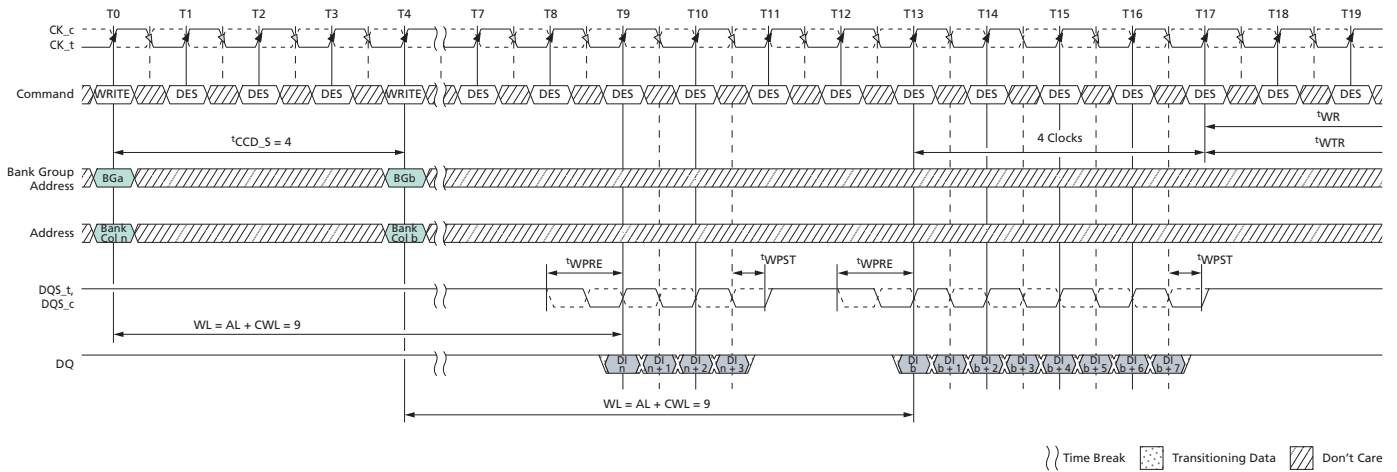 T0 T1 T2 T3 T4 T7 T8 T9 T10 T11 T12 T13 T14 T15 T16 T17 T18 T19
CK_c
CK_t
Command WRITE DES DES DES WRITE DES DES DES DES DES DES DES DES DES DES DES DES DES
tWR
tCCD_S = 4 4 Clocks tWTR
Bank Group
Address BGa BGb
Address Bank
Col n Bank
Col b
tWPRE tWPST tWPRE tWPST
DQS_t,
DQS_c
WL = AL + CWL = 9
DQ DI
n DI
n + 1 DI
n + 2 DI
n + 3 DI
b DI
b + 1 DI
b + 2 DI
b + 3 DI
b + 4 DI
b + 5 DI
b + 6 DI
b + 7
WL = AL + CWL = 9
Time Break Transitioning Data Don't Care